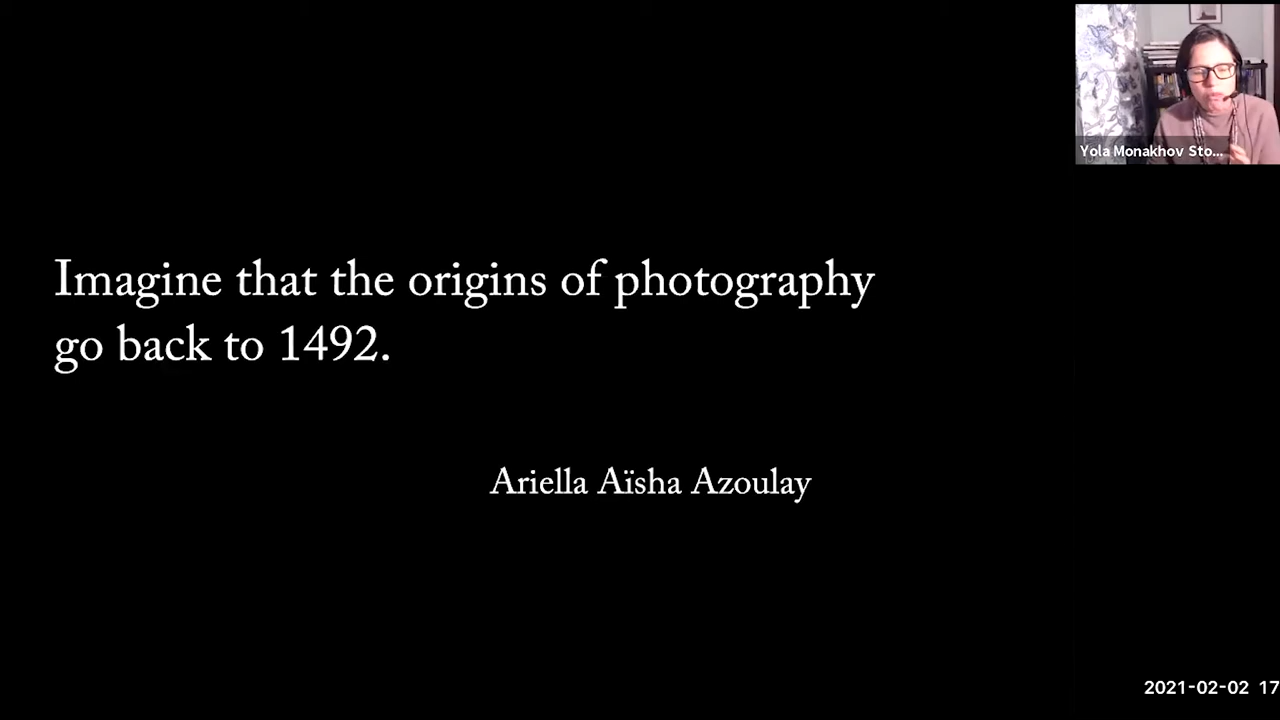 Yola Monakhov Sto...
Imagine that the origins of photography
go back to 1492.
Ariella Aïsha Azoulay
2021-02-02 17